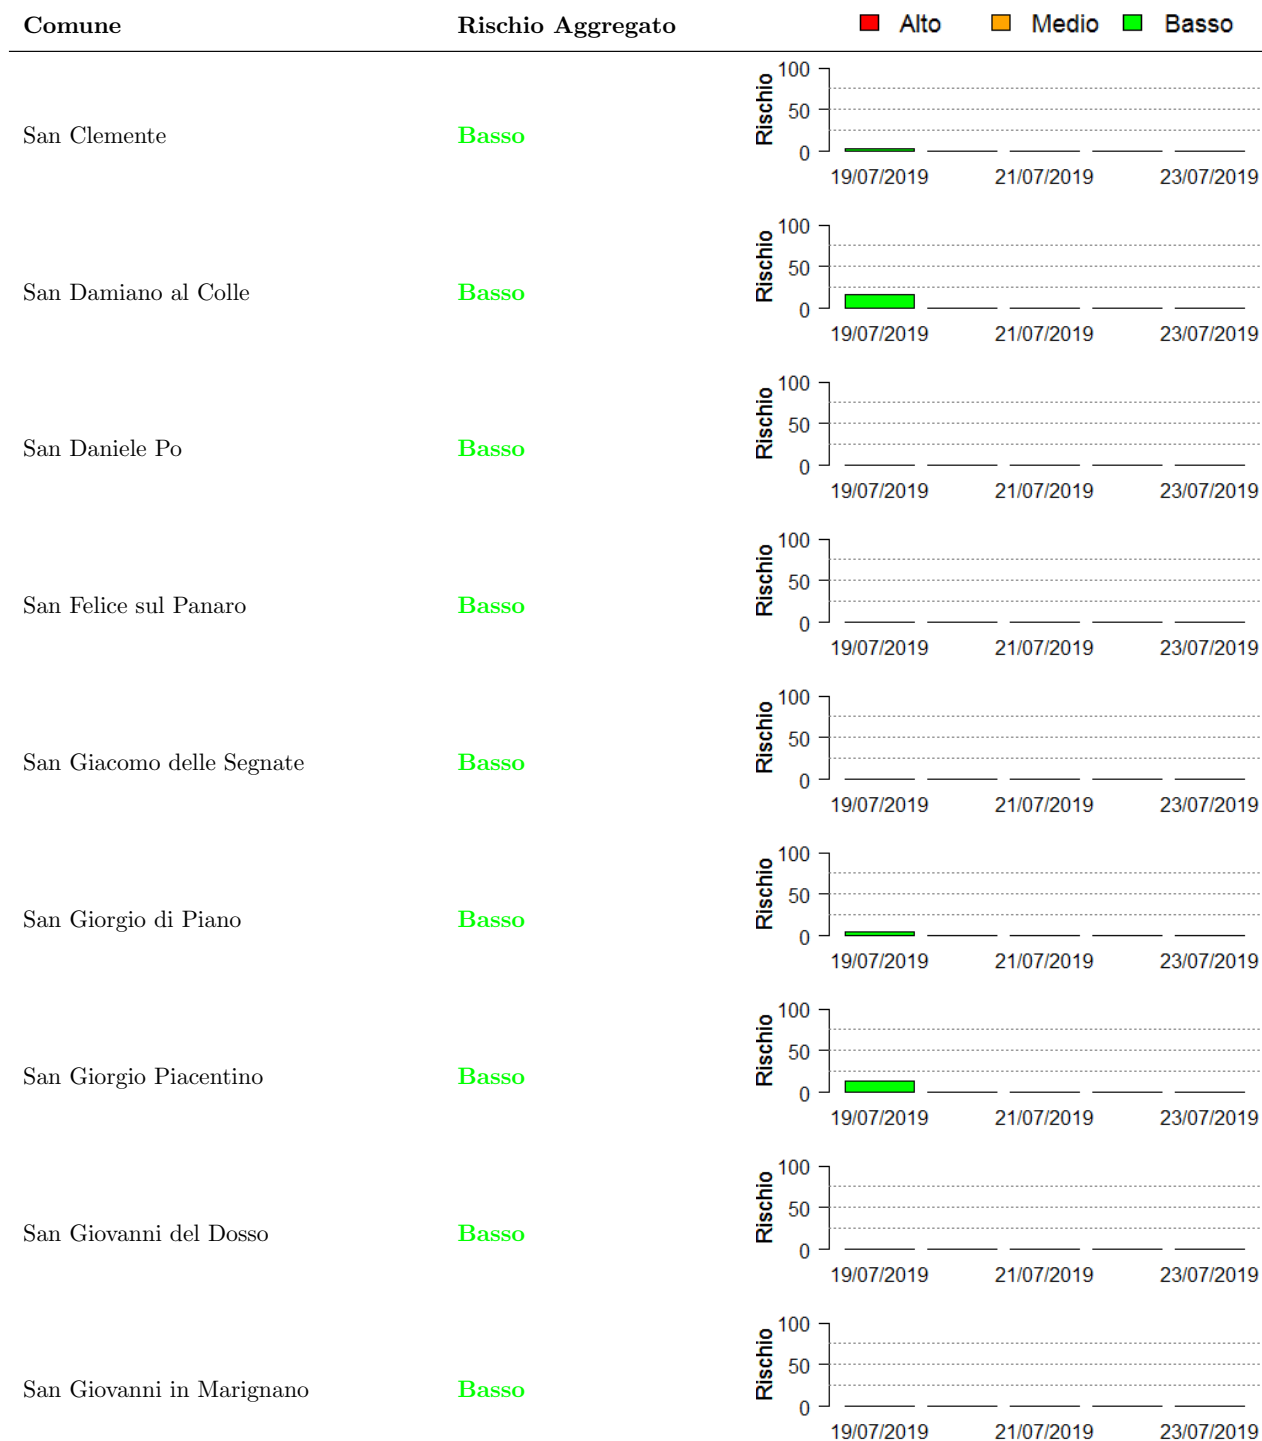 Comune Rischio Aggregato Alto Medio Basso
San Clemente Basso
Rischio
100
50
0
19/07/2019 21/07/2019 23/07/2019
San Damiano al Colle Basso
Rischio
100
50
0
19/07/2019 21/07/2019 23/07/2019
San Daniele Po Basso
Rischio
100
50
0
19/07/2019 21/07/2019 23/07/2019
San Felice sul Panaro Basso
Rischio
100
50
0
19/07/2019 21/07/2019 23/07/2019
San Giacomo delle Segnate Basso
Rischio
100
50
0
19/07/2019 21/07/2019 23/07/2019
San Giorgio di Piano Basso
Rischio
100
50
0
19/07/2019 21/07/2019 23/07/2019
San Giorgio Piacentino Basso
Rischio
100
50
0
19/07/2019 21/07/2019 23/07/2019
San Giovanni del Dosso Basso
Rischio
100
50
0
19/07/2019 21/07/2019 23/07/2019
San Giovanni in Marignano Basso
Rischio
100
50
0
19/07/2019 21/07/2019 23/07/2019